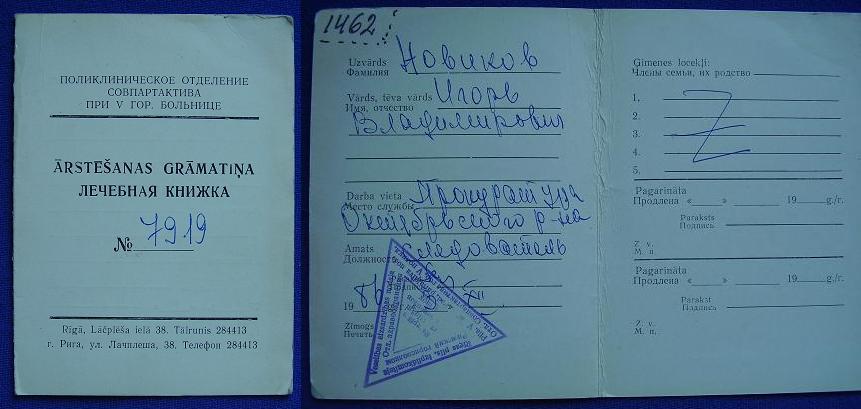 ПОЛИКЛИНИЧЕСКОЕ ОТДЕЛЕНИЕ
СОВПАРТАКТИВА
ПРИ V ГОР. БОЛЬНИЦЕ
ĀRSTĒŠANAS GRĀMATIŅA
ЛЕЧЕБНАЯ КНИЖКА
№ 7919
Rīgā, Lāčplēša ielā 38. Tālrunis 284413
г. Рига, ул. Лачплеша, 38. Телефон 284413
1462
Uzvārds
Фамилия Новиков
Vārds, tēva vārds Игорь
Имя, отчество
Владимирович
Darba vieta Прокуратура
Место службы
Октябрьского р-на
Amats следователь
Должность
1986 XII
Zīmogs
Печать
Ģimenes locekļi:
Члены семьи, их родство
1.
2.
3.
4.
5.
Pagarināta
Продлена « » 19 g./г.
Paraksts
Подпись
Z. v.
М. п.
Pagarināta
Продлена « » 19 g./г.
Paraksts
Подпись
Z. v.
М. п.